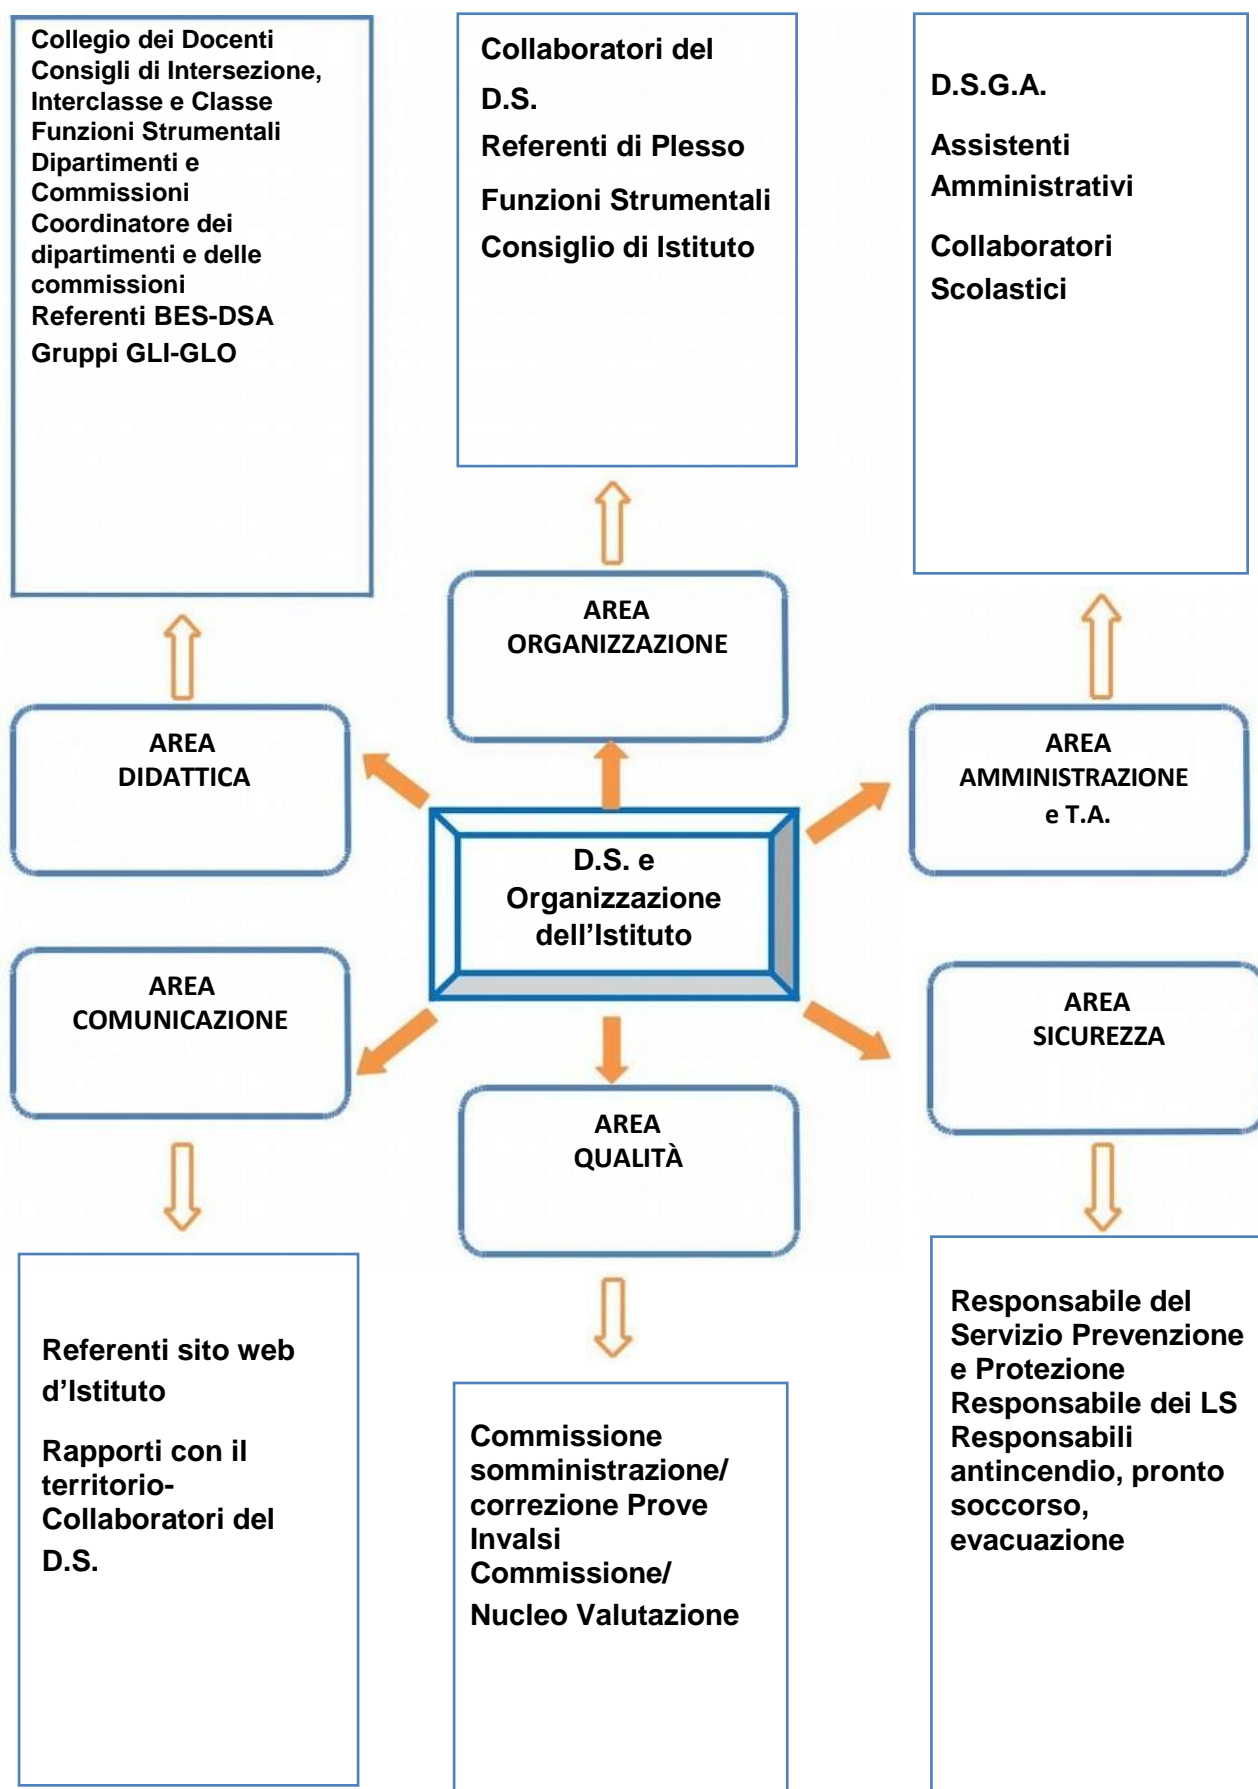 Collegio dei Docenti
Consigli di Intersezione,
Interclasse e Classe
Funzioni Strumentali
Dipartimenti e
Commissioni
Coordinatore dei
dipartimenti e delle
commissioni
Referenti BES-DSA
Gruppi GLI-GLO
Collaboratori del
D.S.
Referenti di Plesso
Funzioni Strumentali
Consiglio di Istituto
D.S.G.A.
Assistenti
Amministrativi
Collaboratori
Scolastici
AREA
ORGANIZZAZIONE
AREA
DIDATTICA
AREA
AMMINISTRAZIONE
e T.A.
D.S. e
Organizzazione
dell’Istituto
AREA
COMUNICAZIONE
AREA
SICUREZZA
AREA
QUALITÀ
Referenti sito web
d’Istituto
Rapporti con il
territorio-
Collaboratori del
D.S.
Commissione
somministrazione/
correzione Prove
Invalsi
Commissione/
Nucleo Valutazione
Responsabile del
Servizio Prevenzione
e Protezione
Responsabile dei LS
Responsabili
antincendio, pronto
soccorso,
evacuazione